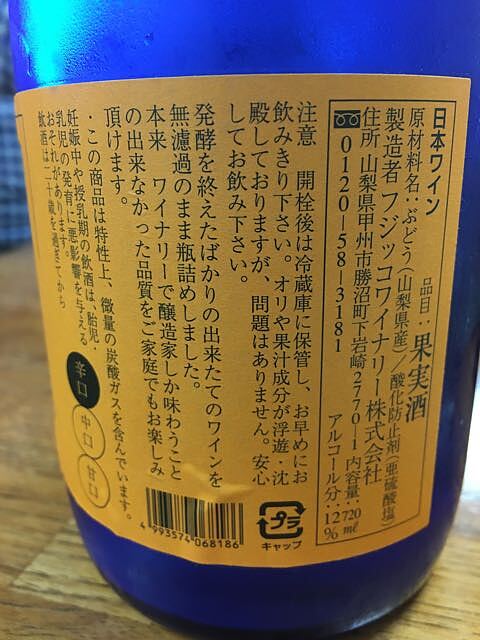 日本ワイン
品目：果実酒
原材料名：ぶどう（山梨県産） 酸化防止剤（亜硫酸塩）
製造者 フジッコワイナリー株式会社
住所 山梨県甲州市勝沼町下岩崎2770-1 内容量：720ml
0120-58-3181 アルコール分：12%
注意 開栓後は冷蔵庫に保管し、お早めにお
飲みきり下さい。オリや果汁成分が浮遊・沈
殿しておりますが、問題はありません。安心
してお飲み下さい。
発酵を終えたばかりの出来たてのワインを
無濾過のまま瓶詰めしました。
本来 ワイナリーで醸造家しか味わうこと
の出来なかった品質をご家庭でもお楽しみ
頂けます。
・この商品は特性上、微量の炭酸ガスを含んでいます。
妊娠中や授乳期の飲酒は、胎児・
乳児の発育に悪影響を与える
おそれがあります。
飲酒は二十歳を過ぎてから
辛口
中口
甘口
4 993574 068186
プラ
キャップ